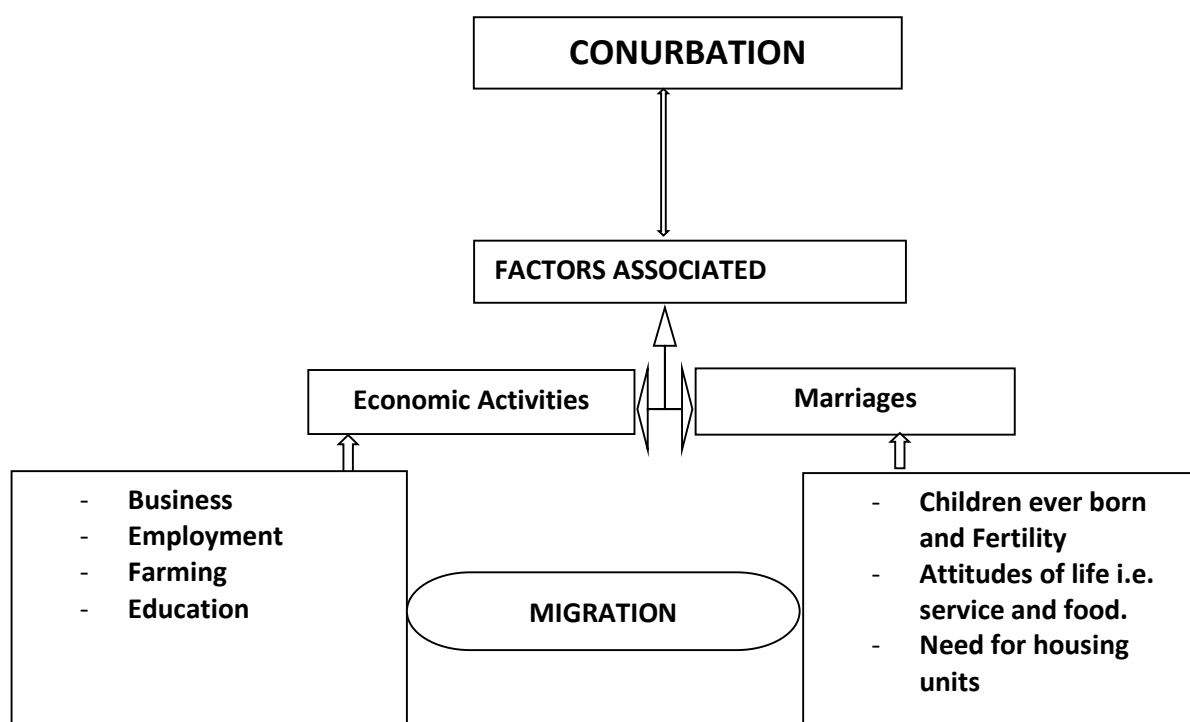 CONURBATION
FACTORS ASSOCIATED
Economic Activities
Marriages
- Business
- Employment
- Farming
- Education
MIGRATION
- Children ever born
and Fertility
- Attitudes of life i.e.
service and food.
- Need for housing
units